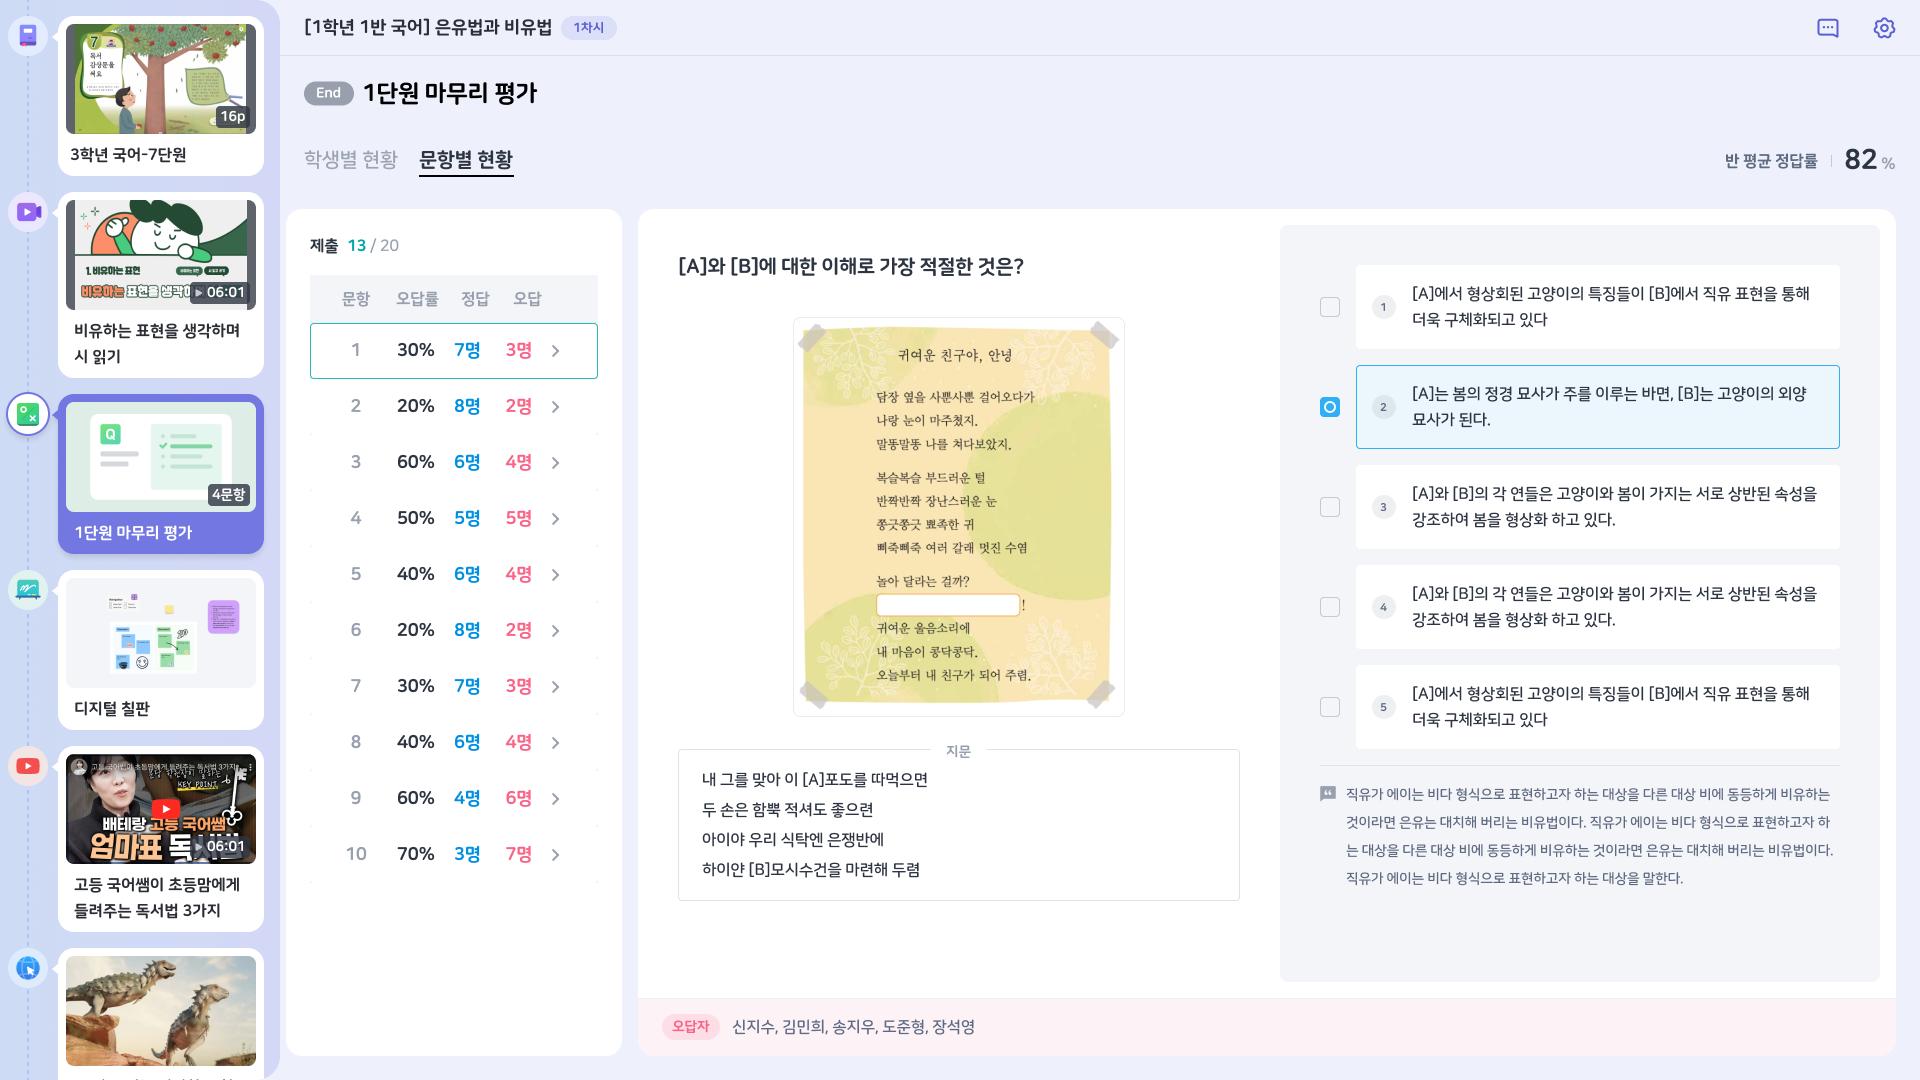 7
독서
감상문을
써요
16p
3학년 국어-7단원
1. 비유하는 표현
비유하는 표현을 생각하
06:01
비유하는 표현을 생각하며
시 읽기
Q
4문항
1단원 마무리 평가
디지털 칠판
고등 국어쌤이 초등맘에게 들려주는 독서법 3가지
KEY POINT
배테랑 고등 국어쌤
엄마표 독서법
06:01
고등 국어쌤이 초등맘에게
들려주는 독서법 3가지
[1학년 1반 국어] 은유법과 비유법
1차시
End
1단원 마무리 평가
학생별 현황
문항별 현황
반 평균 정답률
82 %
제출 13 / 20
문항 오답률 정답 오답
1 30% 7명 3명
2 20% 8명 2명
3 60% 6명 4명
4 50% 5명 5명
5 40% 6명 4명
6 20% 8명 2명
7 30% 7명 3명
8 40% 6명 4명
9 60% 4명 6명
10 70% 3명 7명
[A]와 [B]에 대한 이해로 가장 적절한 것은?
귀여운 친구야, 안녕
담장 옆을 사뿐사뿐 걸어오다가
나랑 눈이 마주쳤지.
말똥말똥 나를 쳐다보았지.
복슬복슬 부드러운 털
반짝반짝 장난스러운 눈
쫑긋쫑긋 뾰족한 귀
삐죽삐죽 여러 갈래 멋진 수염
놀아 달라는 걸까?
!
귀여운 울음소리에
내 마음이 콩닥콩닥.
오늘부터 내 친구가 되어 주렴.
지문
내 그를 맞아 이 [A]포도를 따먹으면
두 손은 함뿍 적셔도 좋으련
아이야 우리 식탁엔 은쟁반에
하이얀 [B]모시수건을 마련해 두렴
1
[A]에서 형상회된 고양이의 특징들이 [B]에서 직유 표현을 통해
더욱 구체화되고 있다
2
[A]는 봄의 정경 묘사가 주를 이루는 바면, [B]는 고양이의 외양
묘사가 된다.
3
[A]와 [B]의 각 연들은 고양이와 봄이 가지는 서로 상반된 속성을
강조하여 봄을 형상화 하고 있다.
4
[A]와 [B]의 각 연들은 고양이와 봄이 가지는 서로 상반된 속성을
강조하여 봄을 형상화 하고 있다.
5
[A]에서 형상회된 고양이의 특징들이 [B]에서 직유 표현을 통해
더욱 구체화되고 있다
직유가 에이는 비다 형식으로 표현하고자 하는 대상을 다른 대상 비에 동등하게 비유하는
것이라면 은유는 대치해 버리는 비유법이다. 직유가 에이는 비다 형식으로 표현하고자 하
는 대상을 다른 대상 비에 동등하게 비유하는 것이라면 은유는 대치해 버리는 비유법이다.
직유가 에이는 비다 형식으로 표현하고자 하는 대상을 말한다.
오답자
신지수, 김민희, 송지우, 도준형, 장석영